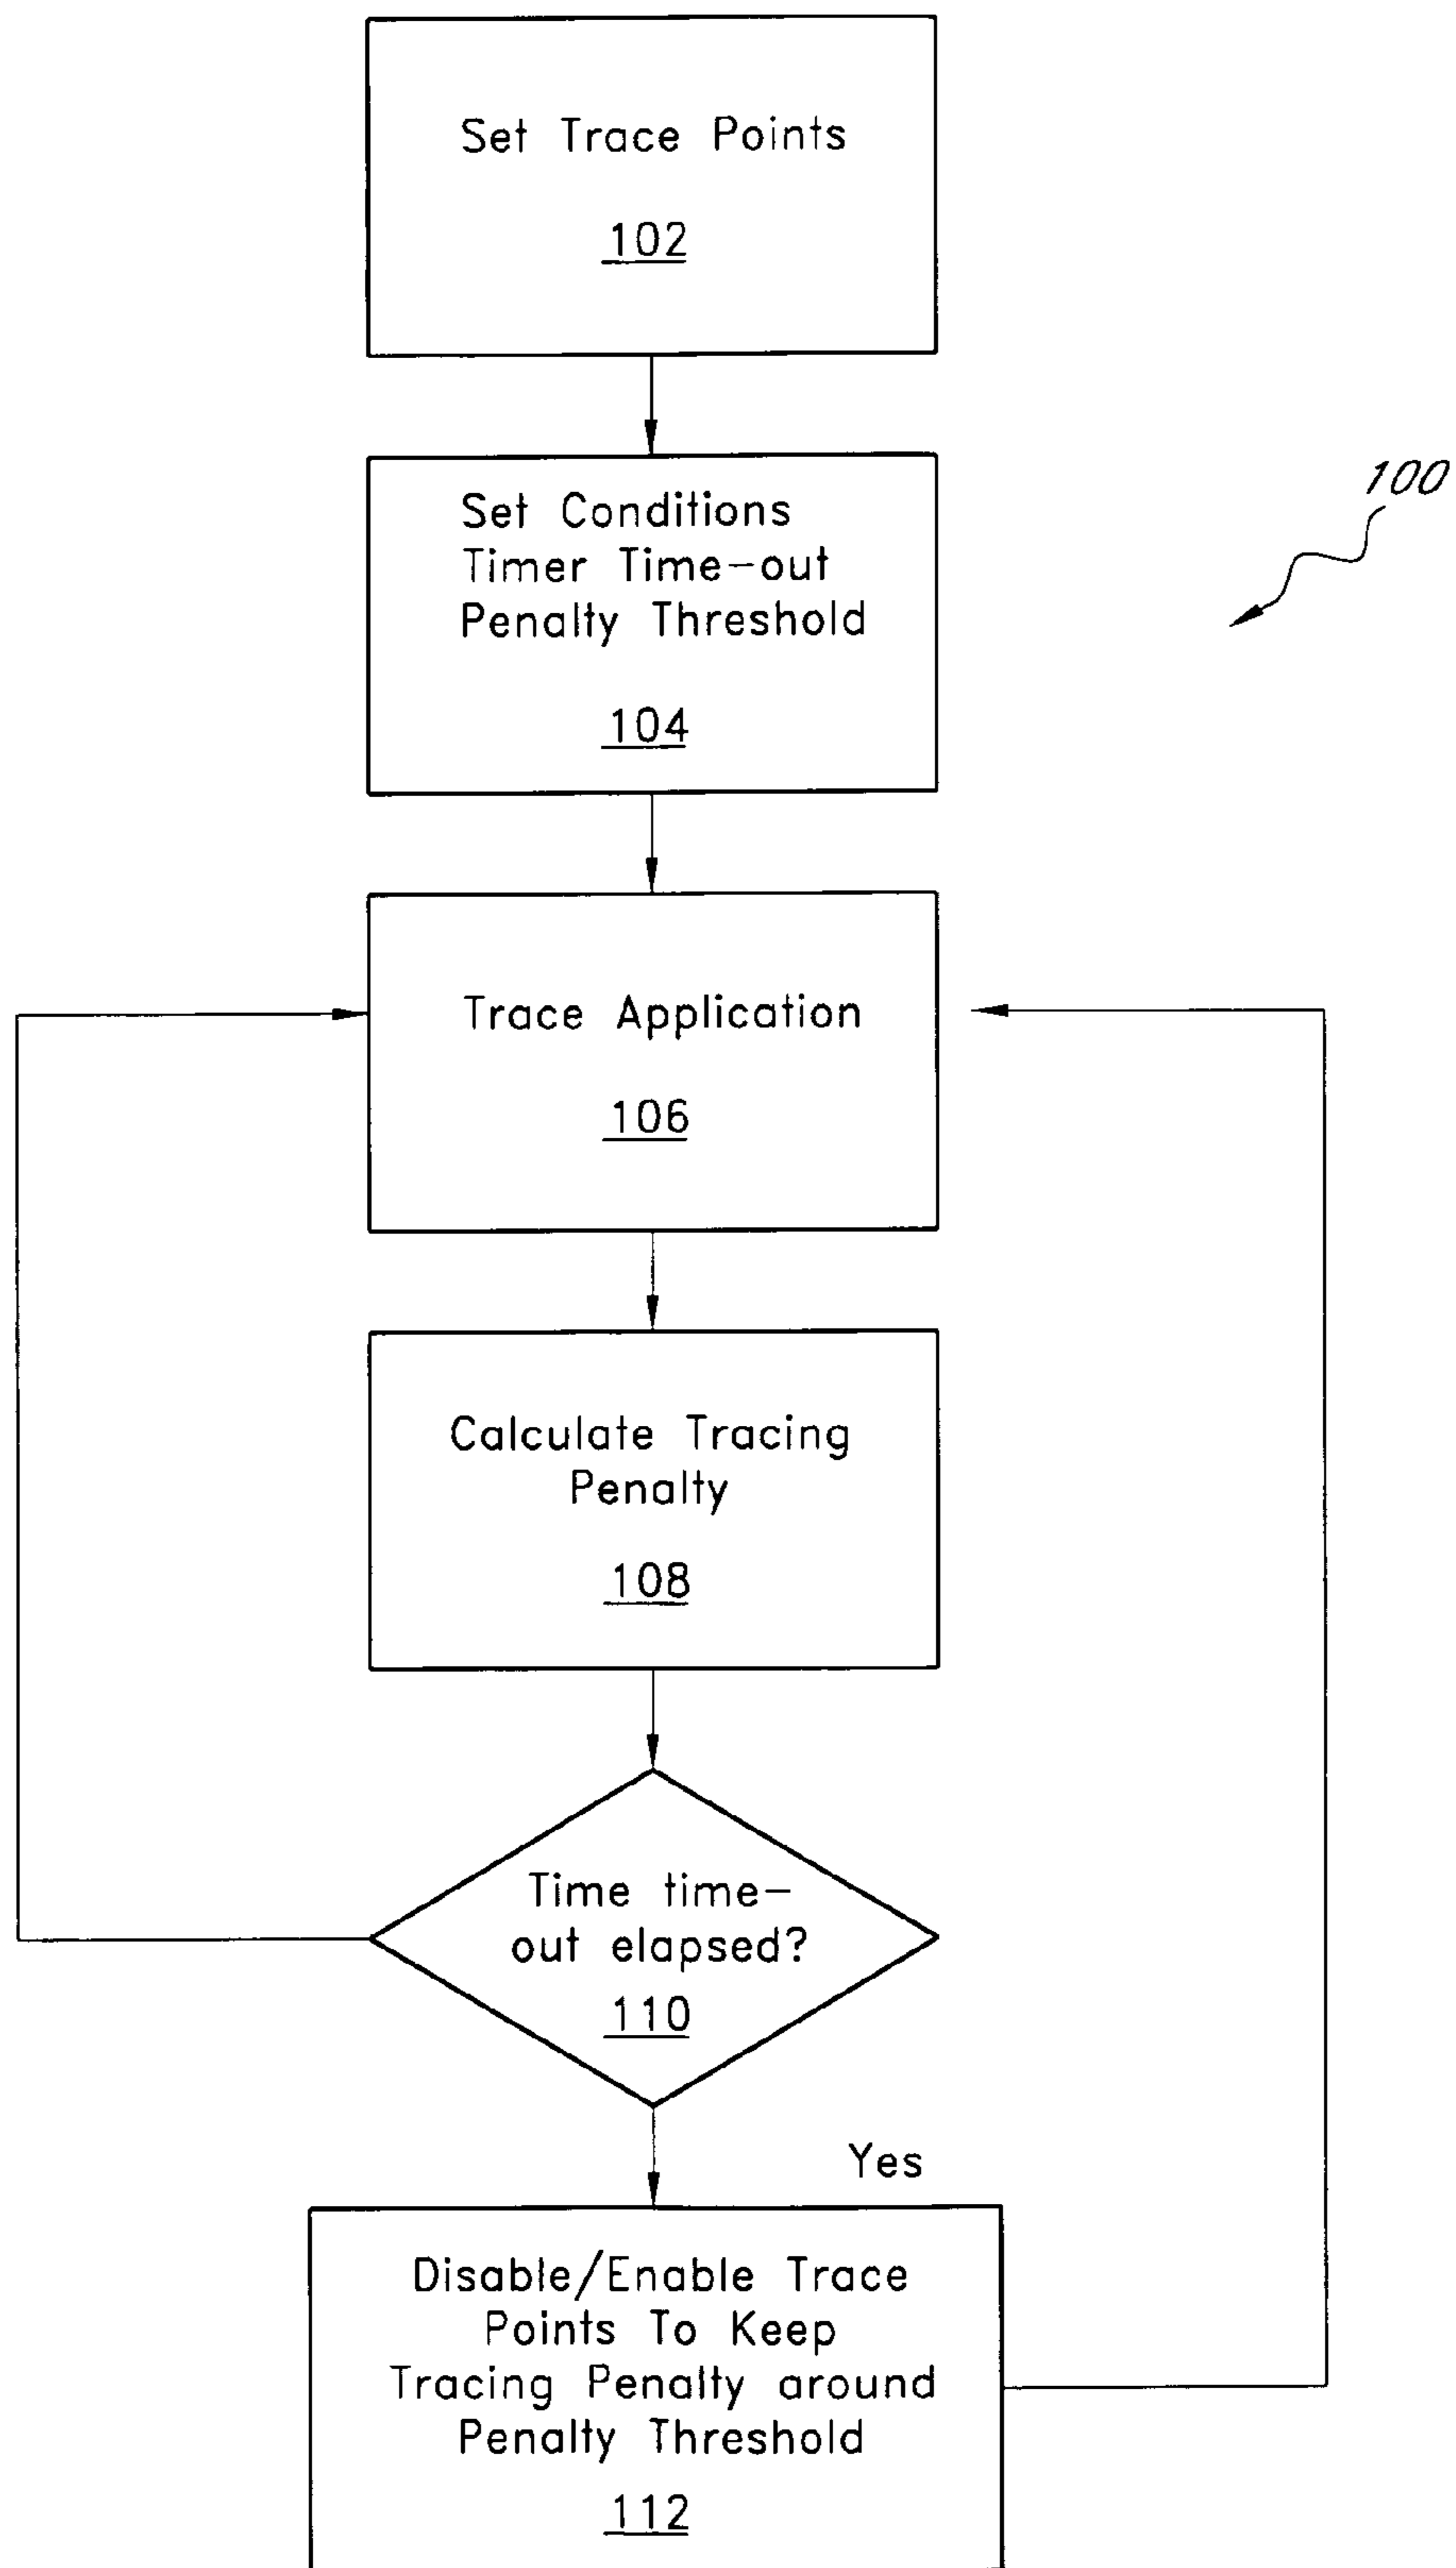 Set Trace Points
102
Set Conditions
Timer Time-out
Penalty Threshold
104
100
Trace Application
106
Calculate Tracing
Penalty
108
Time time-
out elapsed?
110
Yes
Disable/Enable Trace
Points To Keep
Tracing Penalty around
Penalty Threshold
112